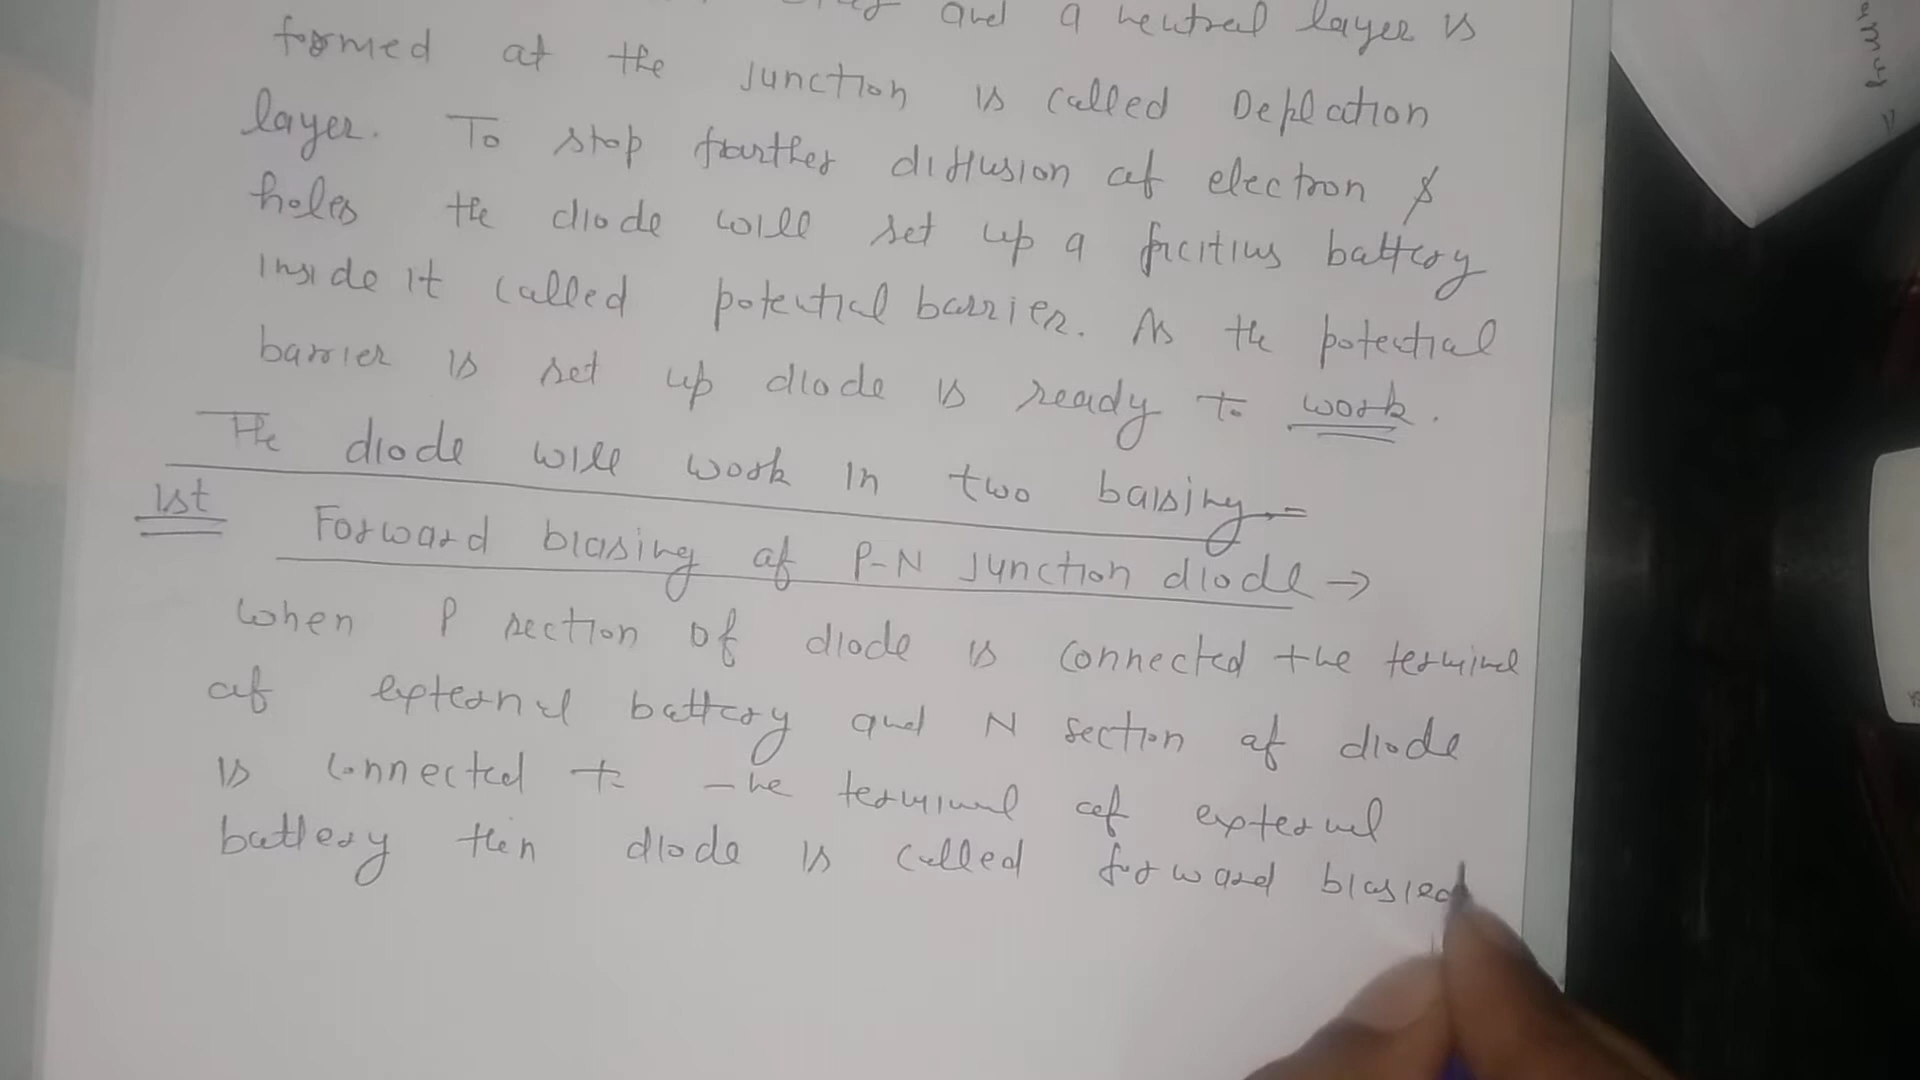 and a neutral layer is
formed at the junction is called Deplation
layer. To stop further diffusion of electron &
holes the diode will set up a ficitius battery
inside it called potential barrier. As the potential
barrier is set up diode is ready to work.
The diode will work in two baising -
1st Forward biasing of P-N Junction diode →
when P section of diode is connected +ve terminal
of external battery and N section of diode
is connected to -ve terminal of external
battery then diode is called forward biasied